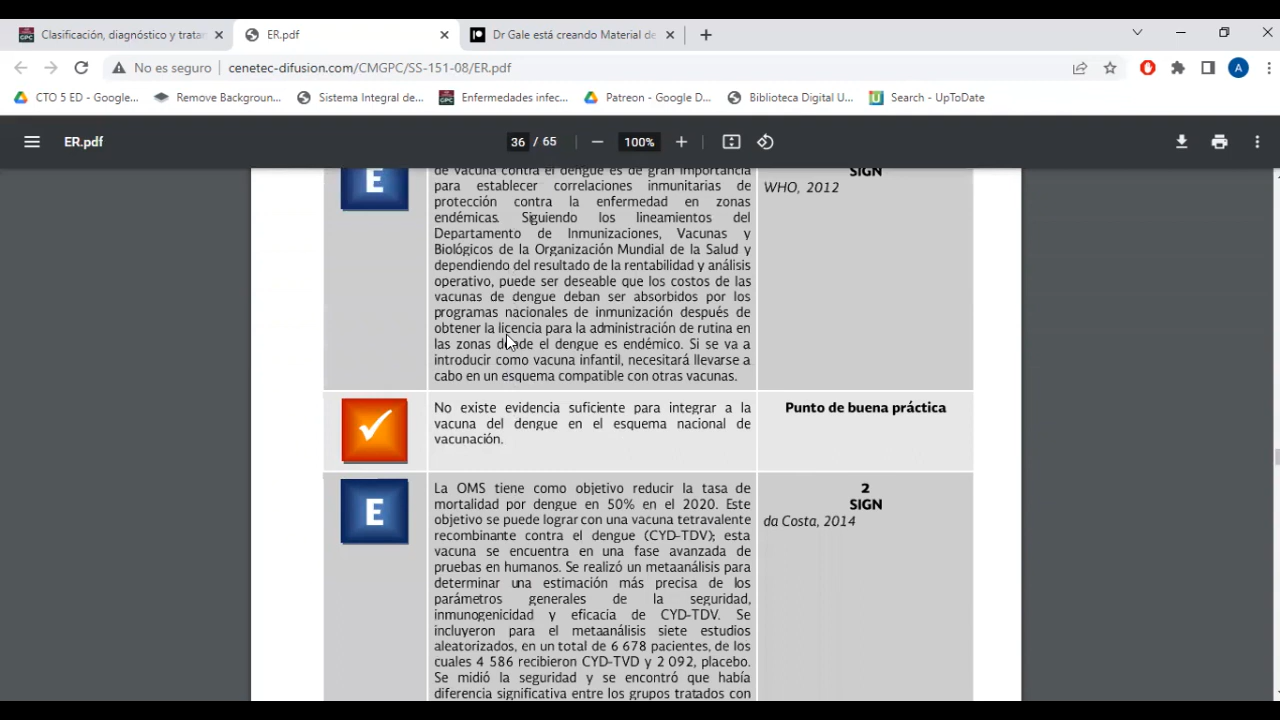 Clasificación, diagnóstico y trata
ER.pdf
Dr Gale está creando Material de
No es seguro
cenetec-difusion.com/CMGPC/SS-151-08/ER.pdf
A
CTO 5 ED - Google...
Remove Backgroun...
Sistema Integral de...
GPC
Enfermedades infec...
Patreon - Google D...
Biblioteca Digital U...
Search - UpToDate
ER.pdf
36 / 65
100%
E
de vacuna contra el dengue es de gran importancia
para establecer correlaciones inmunitarias de
protección contra la enfermedad en zonas
endémicas. Siguiendo los lineamientos del
Departamento de Inmunizaciones, Vacunas y
Biológicos de la Organización Mundial de la Salud y
dependiendo del resultado de la rentabilidad y análisis
operativo, puede ser deseable que los costos de las
vacunas de dengue deban ser absorbidos por los
programas nacionales de inmunización después de
obtener la licencia para la administración de rutina en
las zonas donde el dengue es endémico. Si se va a
introducir como vacuna infantil, necesitará llevarse a
cabo en un esquema compatible con otras vacunas.
SIGN
WHO, 2012
No existe evidencia suficiente para integrar a la
vacuna del dengue en el esquema nacional de
vacunación.
Punto de buena práctica
E
La OMS tiene como objetivo reducir la tasa de
mortalidad por dengue en 50% en el 2020. Este
objetivo se puede lograr con una vacuna tetravalente
recombinante contra el dengue (CYD-TDV); esta
vacuna se encuentra en una fase avanzada de
pruebas en humanos. Se realizó un metaanálisis para
determinar una estimación más precisa de los
parámetros generales de la seguridad,
inmunogenicidad y eficacia de CYD-TDV. Se
incluyeron para el metaanálisis siete estudios
aleatorizados, en un total de 6 678 pacientes, de los
cuales 4 586 recibieron CYD-TVD y 2 092, placebo.
Se midió la seguridad y se encontró que había
diferencia significativa entre los grupos tratados con
2
SIGN
da Costa, 2014